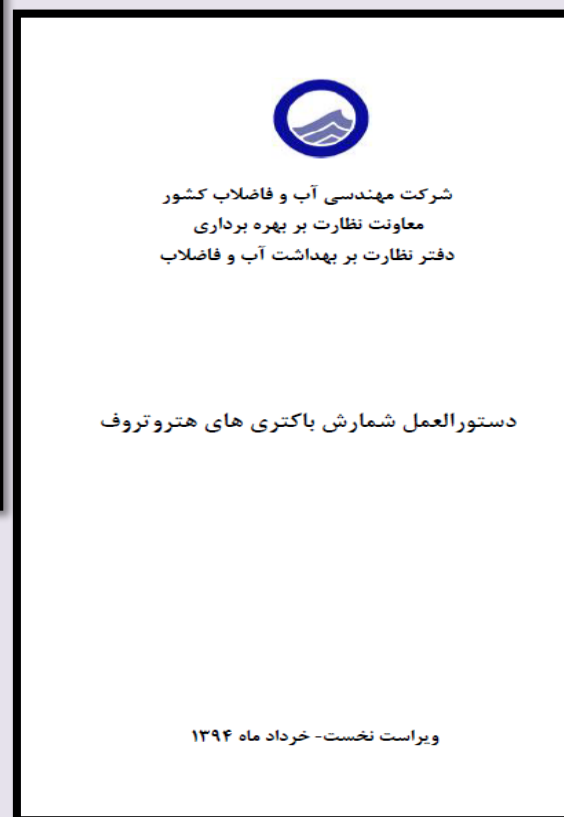 شرکت مهندسی آب و فاضلاب کشور
معاونت نظارت بر بهره برداری
دفتر نظارت بر بهداشت آب و فاضلاب
دستورالعمل شمارش باکتری های هتروتروف
ویراست نخست- خرداد ماه ۱۳۹۴